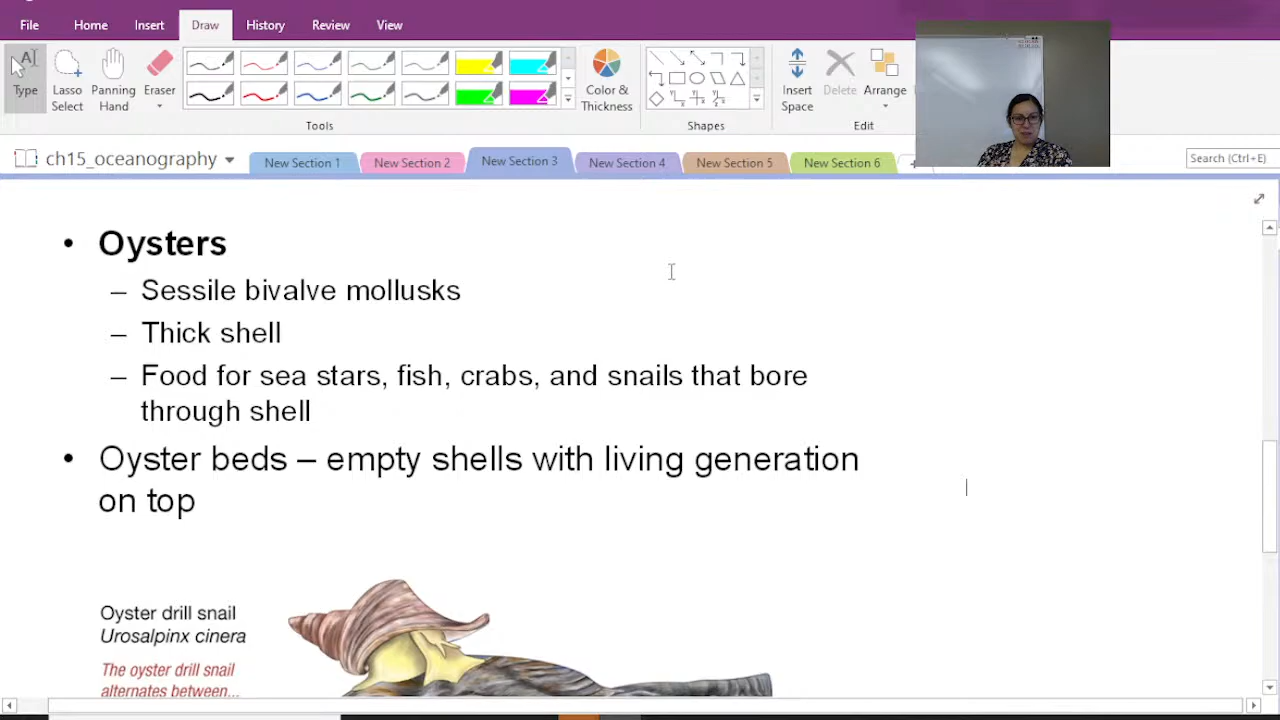 File Home Insert Draw History Review View
Type
Lasso Select
Panning Hand
Eraser
Color & Thickness
Insert Space
Delete
Arrange
Tools
Shapes
Edit
ch15_oceanography
New Section 1
New Section 2
New Section 3
New Section 4
New Section 5
New Section 6
Search (Ctrl+E)
• Oysters
– Sessile bivalve mollusks
– Thick shell
– Food for sea stars, fish, crabs, and snails that bore
through shell
• Oyster beds – empty shells with living generation
on top
Oyster drill snail
Urosalpinx cinera
The oyster drill snail
alternates between...